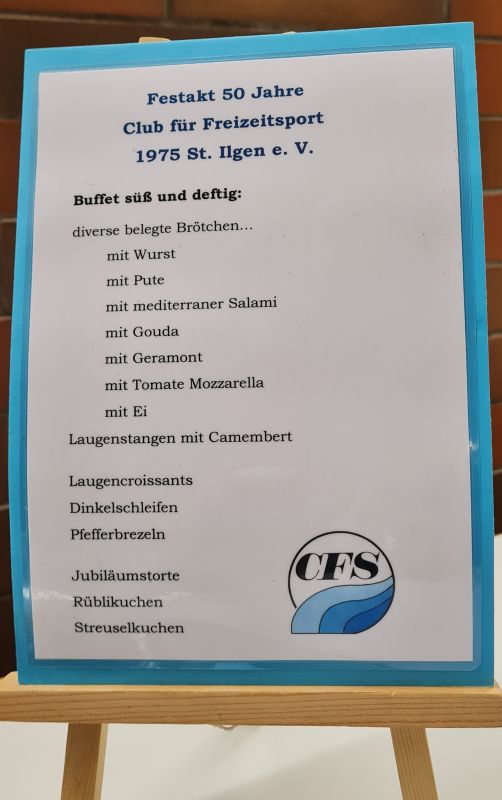 Festakt 50 Jahre
Club für Freizeitsport
1975 St. Ilgen e. V.
Buffet süß und deftig:
diverse belegte Brötchen...
mit Wurst
mit Pute
mit mediterraner Salami
mit Gouda
mit Geramont
mit Tomate Mozzarella
mit Ei
Laugenstangen mit Camembert
Laugencroissants
Dinkelschleifen
Pfefferbrezeln
Jubiläumstorte
Rüblikuchen
Streuselkuchen
CFS